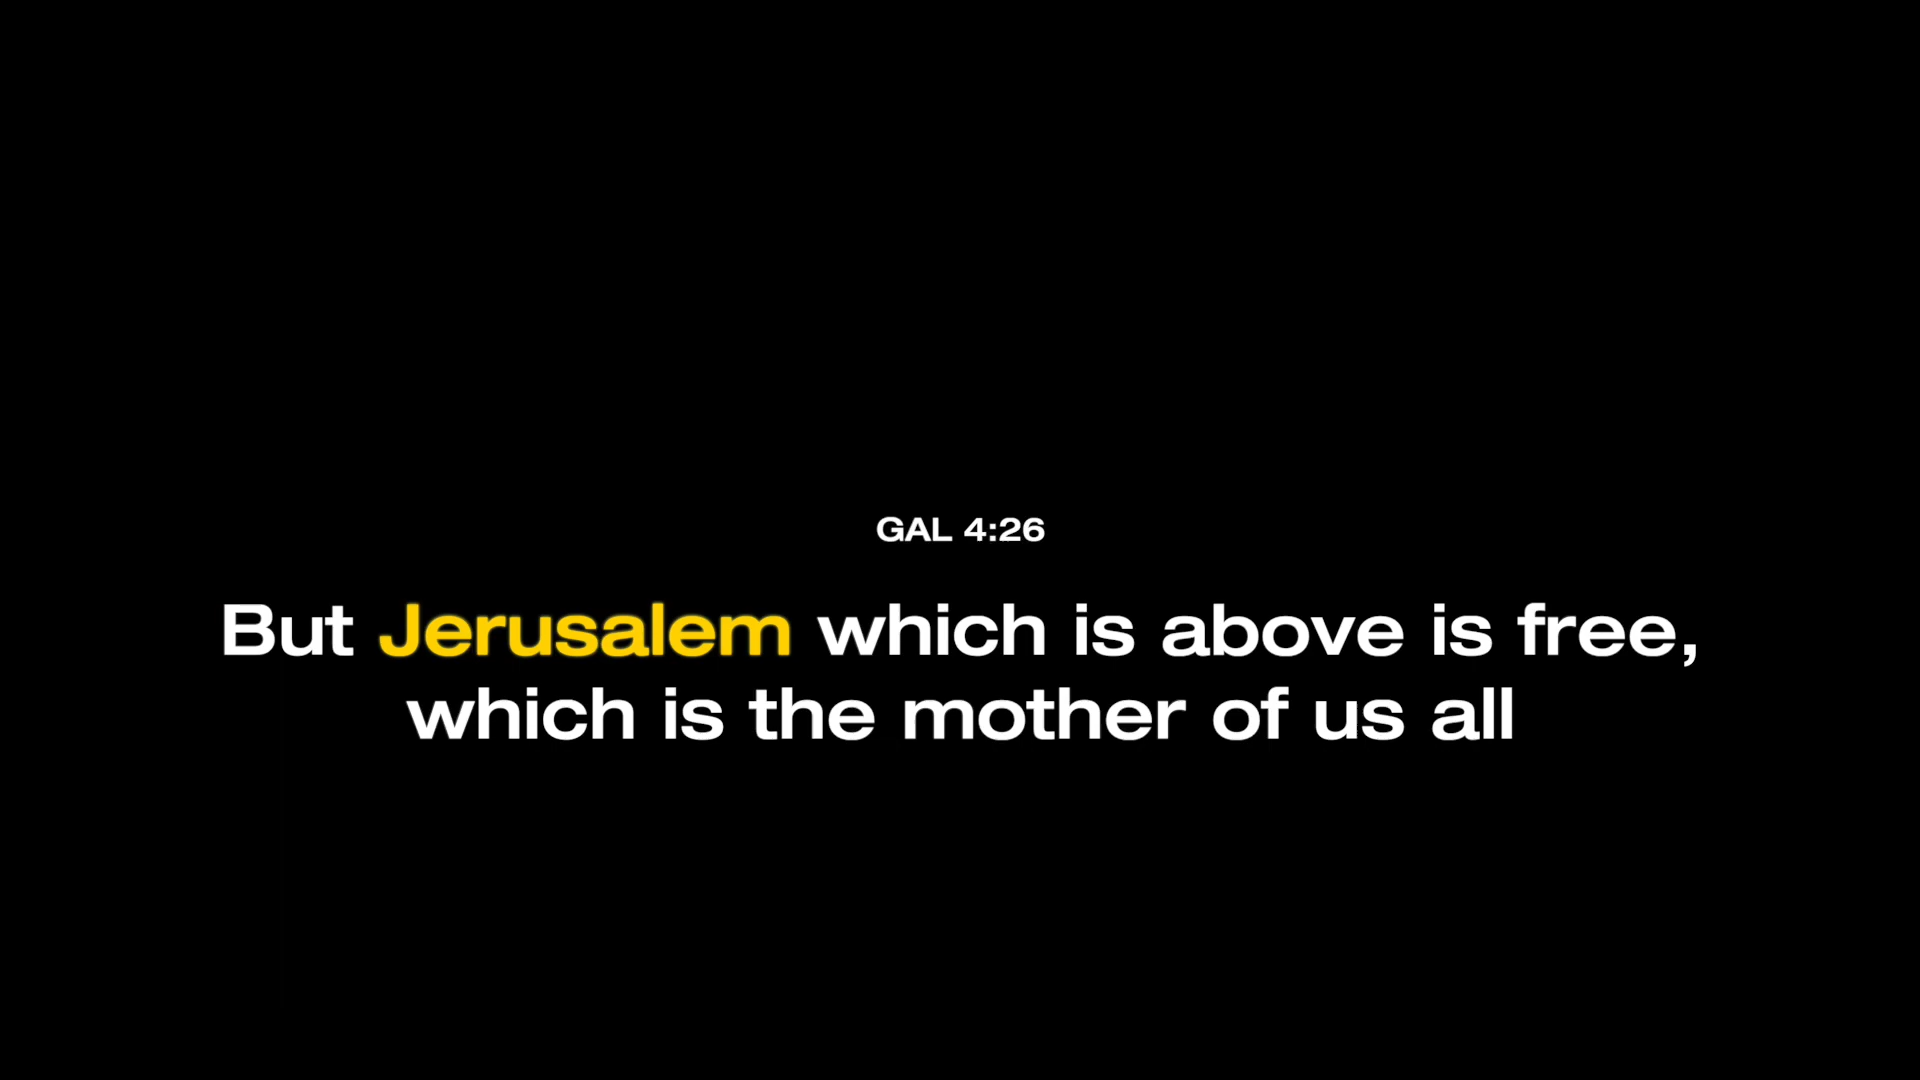 GAL 4:26
But Jerusalem which is above is free,
which is the mother of us all